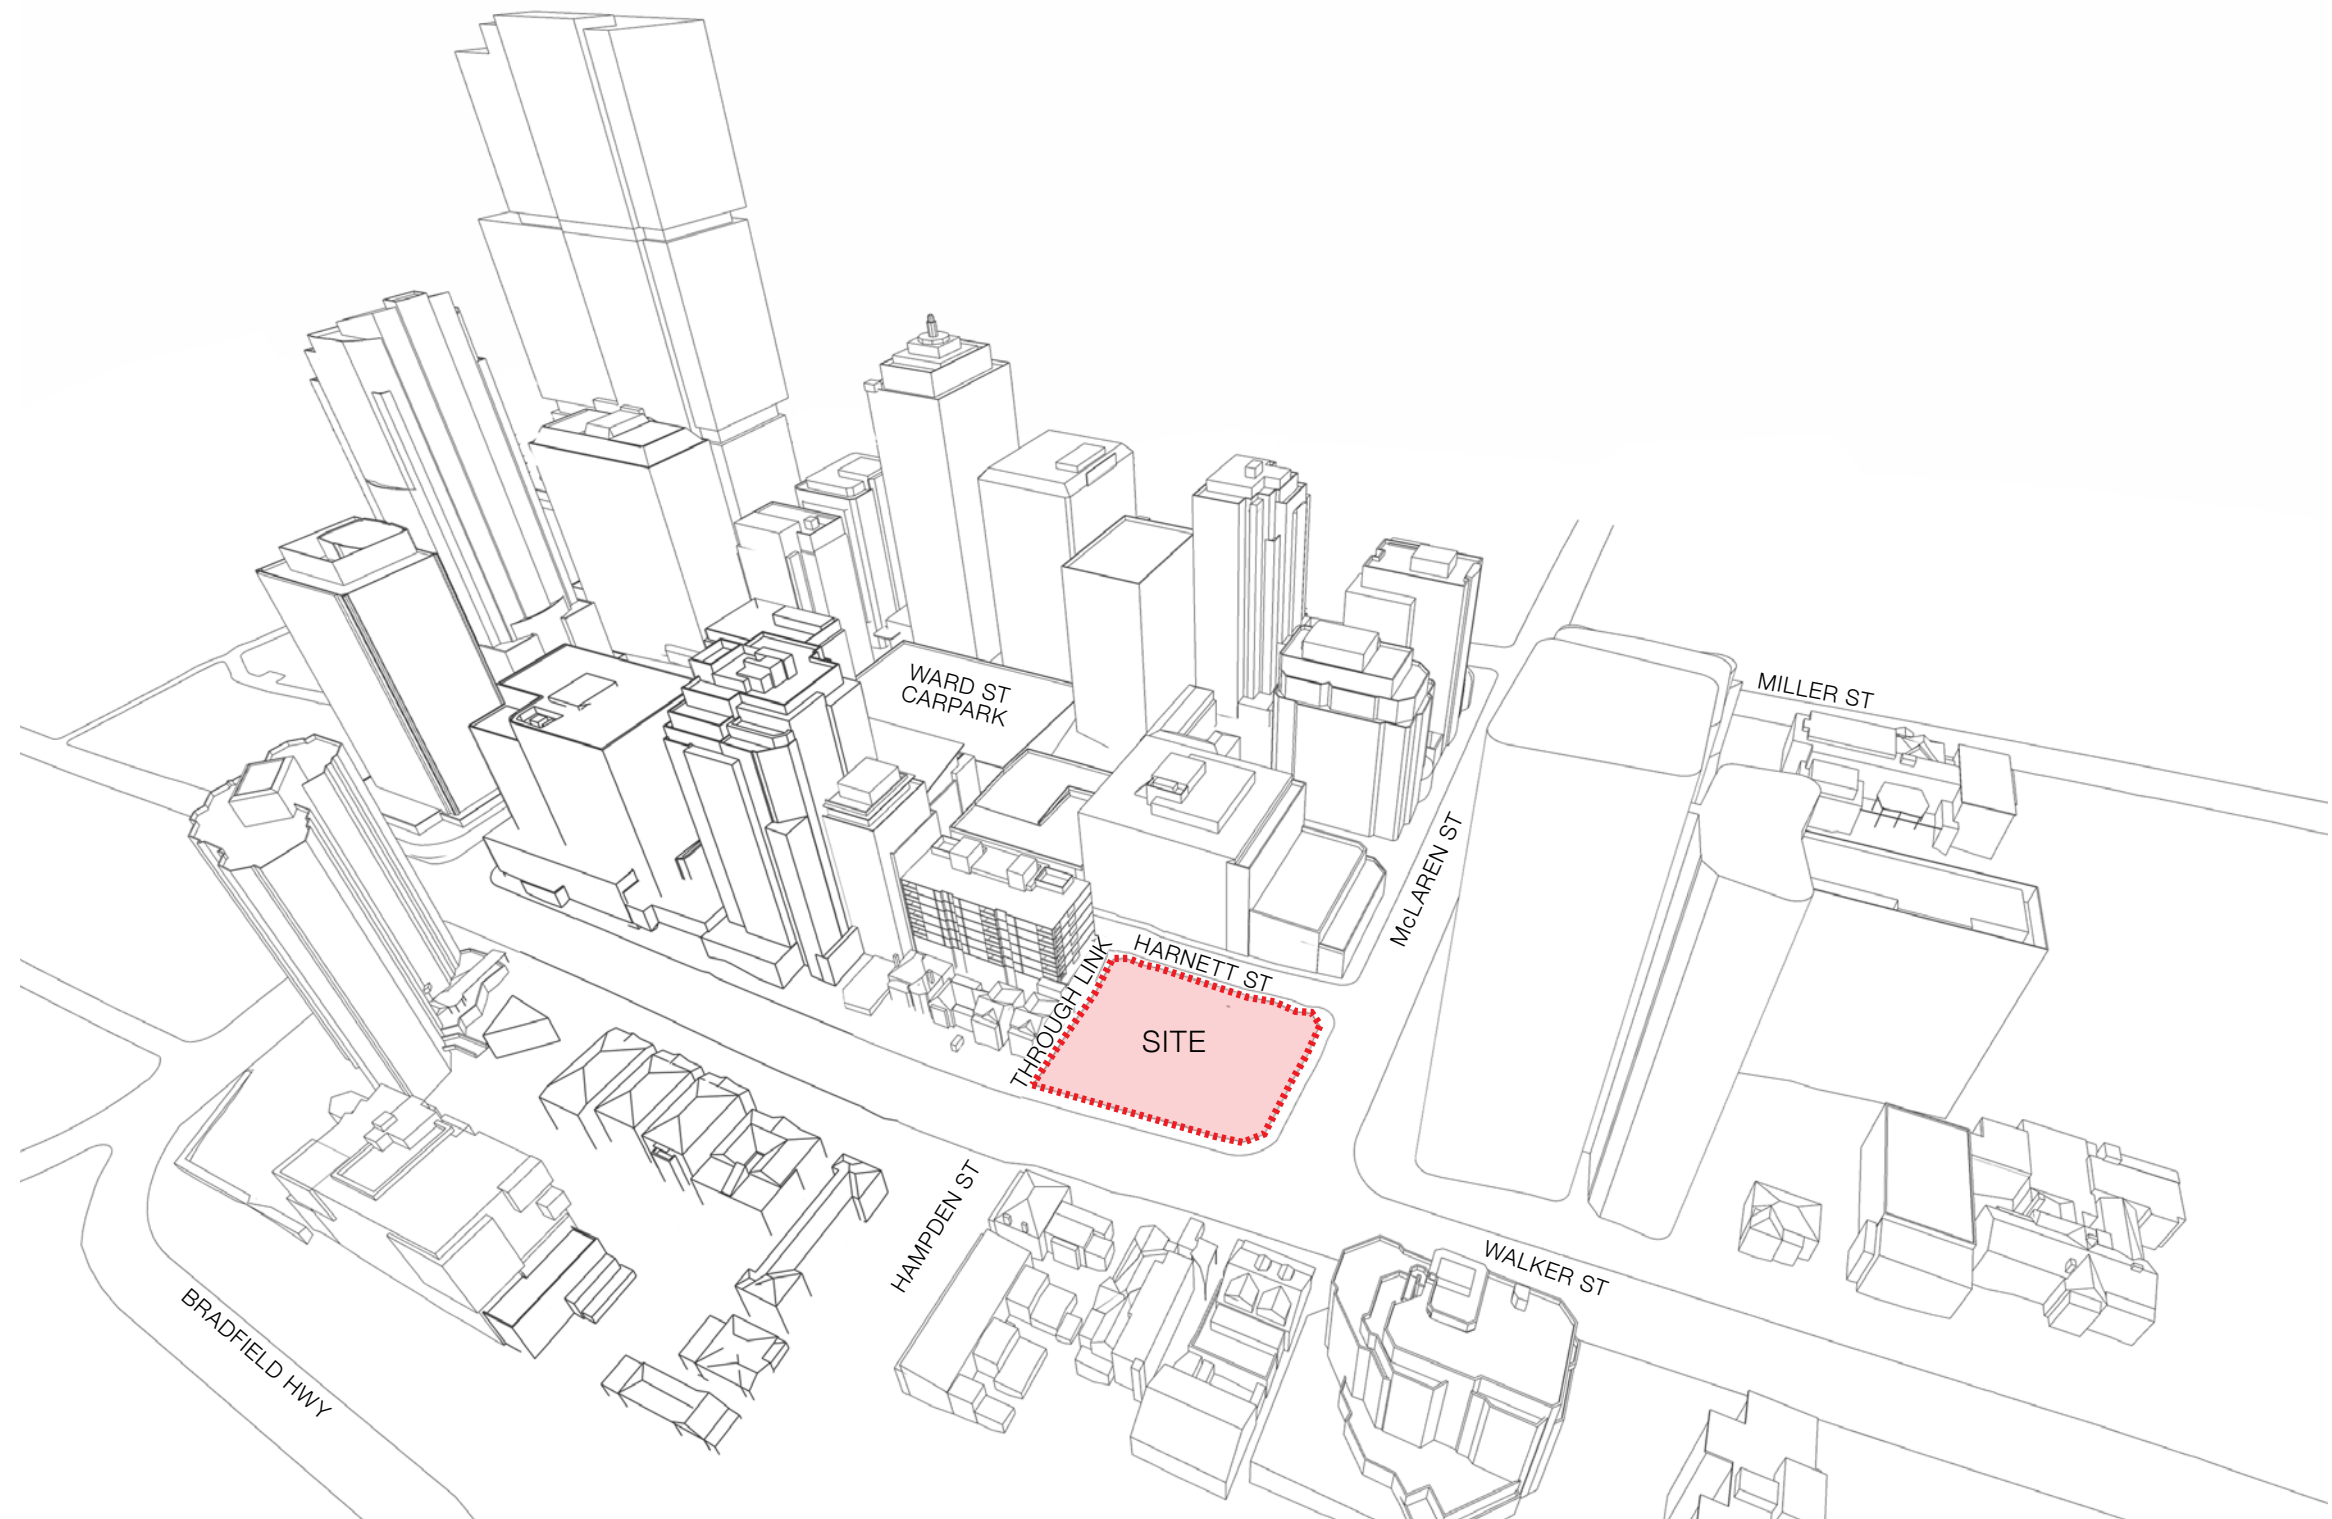 WARD ST
CARPARK
MILLER ST
McLAREN ST
HARNETT ST
THROUGH LINK
SITE
HAMPDEN ST
WALKER ST
BRADFIELD HWY